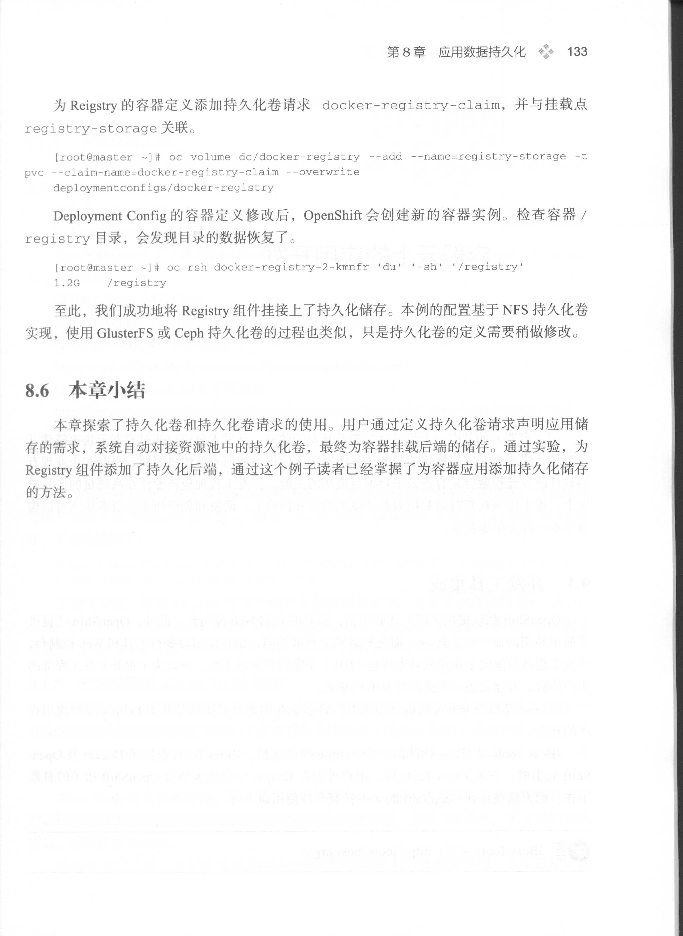 第8章 应用数据持久化 133
为 Reigstry 的容器定义添加持久化卷请求 docker-registry-claim，并与挂载点
registry-storage 关联。
[root@master ~]# oc volume dc/docker-registry --add --name=registry-storage -t
pvc --claim-name=docker-registry-claim --overwrite
deploymentconfigs/docker-registry
Deployment Config 的容器定义修改后，OpenShift 会创建新的容器实例。检查容器 /
registry 目录，会发现目录的数据恢复了。
[root@master ~]# oc rsh docker-registry-2-kmnfr 'du' '-sh' '/registry'
1.2G /registry
至此，我们成功地将 Registry 组件挂接上了持久化储存。本例的配置基于 NFS 持久化卷
实现，使用 GlusterFS 或 Ceph 持久化卷的过程也类似，只是持久化卷的定义需要稍做修改。
8.6 本章小结
本章探索了持久化卷和持久化卷请求的使用。用户通过定义持久化卷请求声明应用储
存的需求，系统自动对接资源池中的持久化卷，最终为容器挂载后端的储存。通过实验，为
Registry 组件添加了持久化后端，通过这个例子读者已经掌握了为容器应用添加持久化储存
的方法。